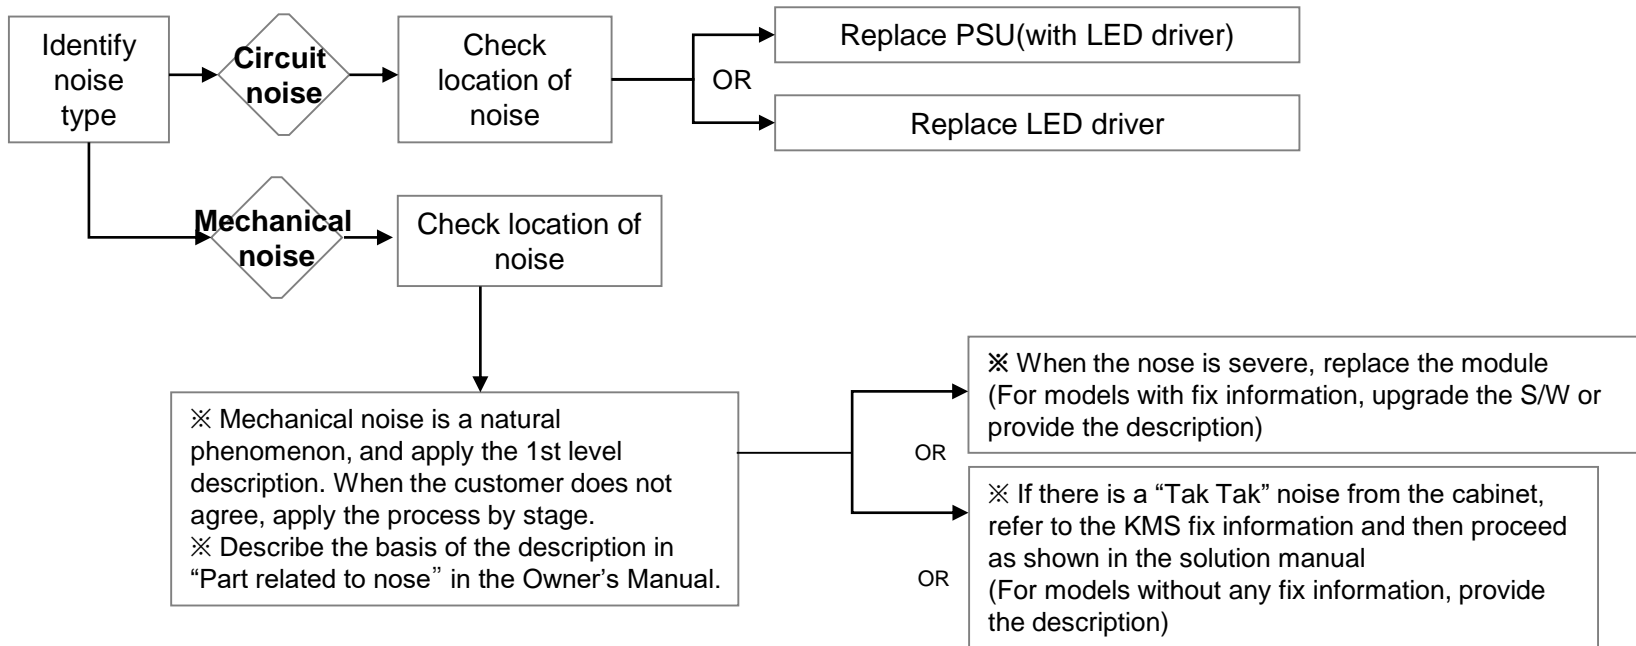 Identify
noise
type
Circuit
noise
Check
location of
noise
OR
Replace PSU(with LED driver)
Replace LED driver
Mechanical
noise
Check location of
noise
※ Mechanical noise is a natural
phenomenon, and apply the 1st level
description. When the customer does not
agree, apply the process by stage.
※ Describe the basis of the description in
“Part related to nose” in the Owner’s Manual.
OR
※ When the nose is severe, replace the module
(For models with fix information, upgrade the S/W or
provide the description)
OR
※ If there is a “Tak Tak” noise from the cabinet,
refer to the KMS fix information and then proceed
as shown in the solution manual
(For models without any fix information, provide
the description)